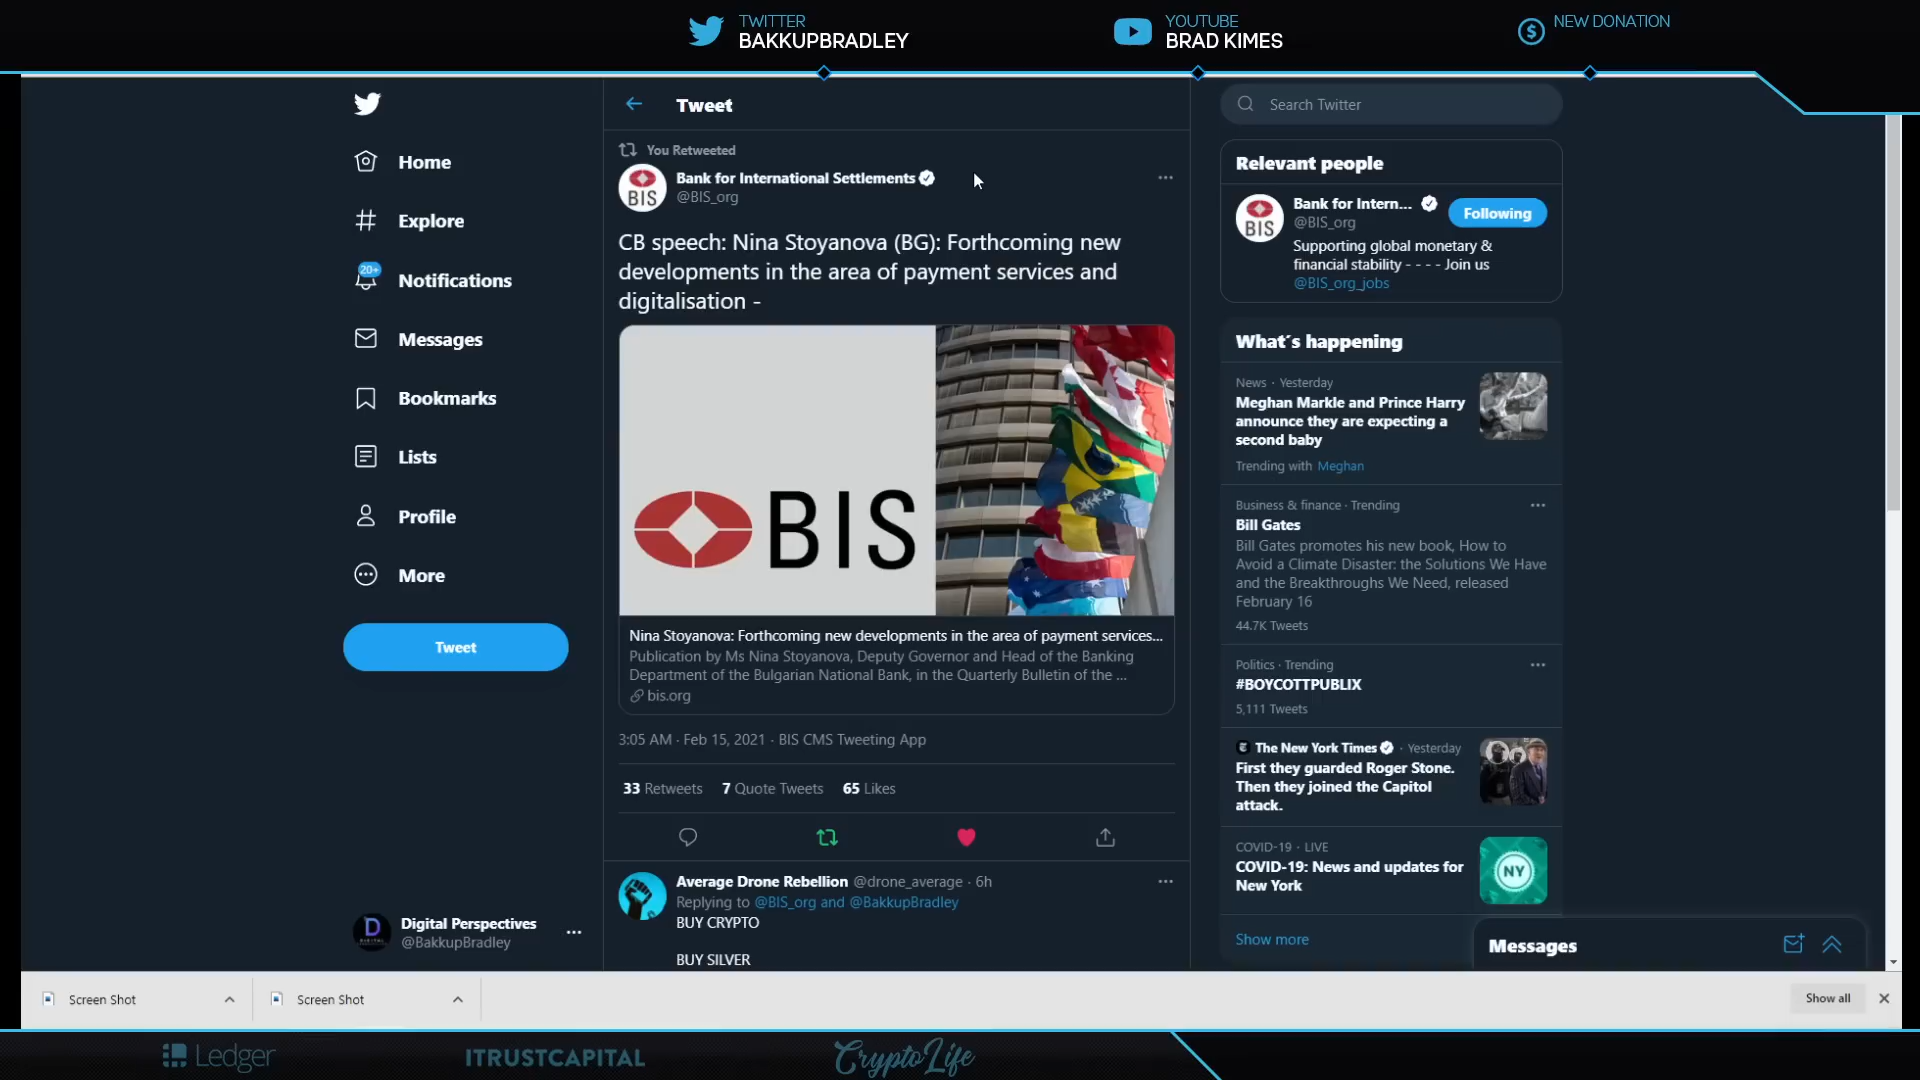 TWITTER
BAKKUPBRADLEY
YOUTUBE
BRAD KIMES
NEW DONATION
Home
Explore
20+
Notifications
Messages
Bookmarks
Lists
Profile
More
Tweet
Digital Perspectives
@BakkupBradley
Tweet
You Retweeted
Bank for International Settlements
@BIS_org
BIS
CB speech: Nina Stoyanova (BG): Forthcoming new
developments in the area of payment services and
digitalisation -
BIS
Nina Stoyanova: Forthcoming new developments in the area of payment services...
Publication by Ms Nina Stoyanova, Deputy Governor and Head of the Banking
Department of the Bulgarian National Bank, in the Quarterly Bulletin of the ...
bis.org
3:05 AM · Feb 15, 2021 · BIS CMS Tweeting App
33 Retweets 7 Quote Tweets 65 Likes
Average Drone Rebellion @drone_average · 6h
Replying to @BIS_org and @BakkupBradley
BUY CRYPTO
BUY SILVER
Search Twitter
Relevant people
Bank for Intern...
@BIS_org
BIS
Following
Supporting global monetary &
financial stability - - - - Join us
@BIS_org_jobs
What´s happening
News · Yesterday
Meghan Markle and Prince Harry
announce they are expecting a
second baby
Trending with Meghan
Business & finance · Trending
Bill Gates
Bill Gates promotes his new book, How to
Avoid a Climate Disaster: the Solutions We Have
and the Breakthroughs We Need, released
February 16
44.7K Tweets
Politics · Trending
#BOYCOTTPUBLIX
5,111 Tweets
The New York Times · Yesterday
First they guarded Roger Stone.
Then they joined the Capitol
attack.
COVID-19 · LIVE
COVID-19: News and updates for
New York
NY
Show more
Messages
Screen Shot
Screen Shot
Show all
Ledger
ITRUSTCAPITAL
CryptoLife